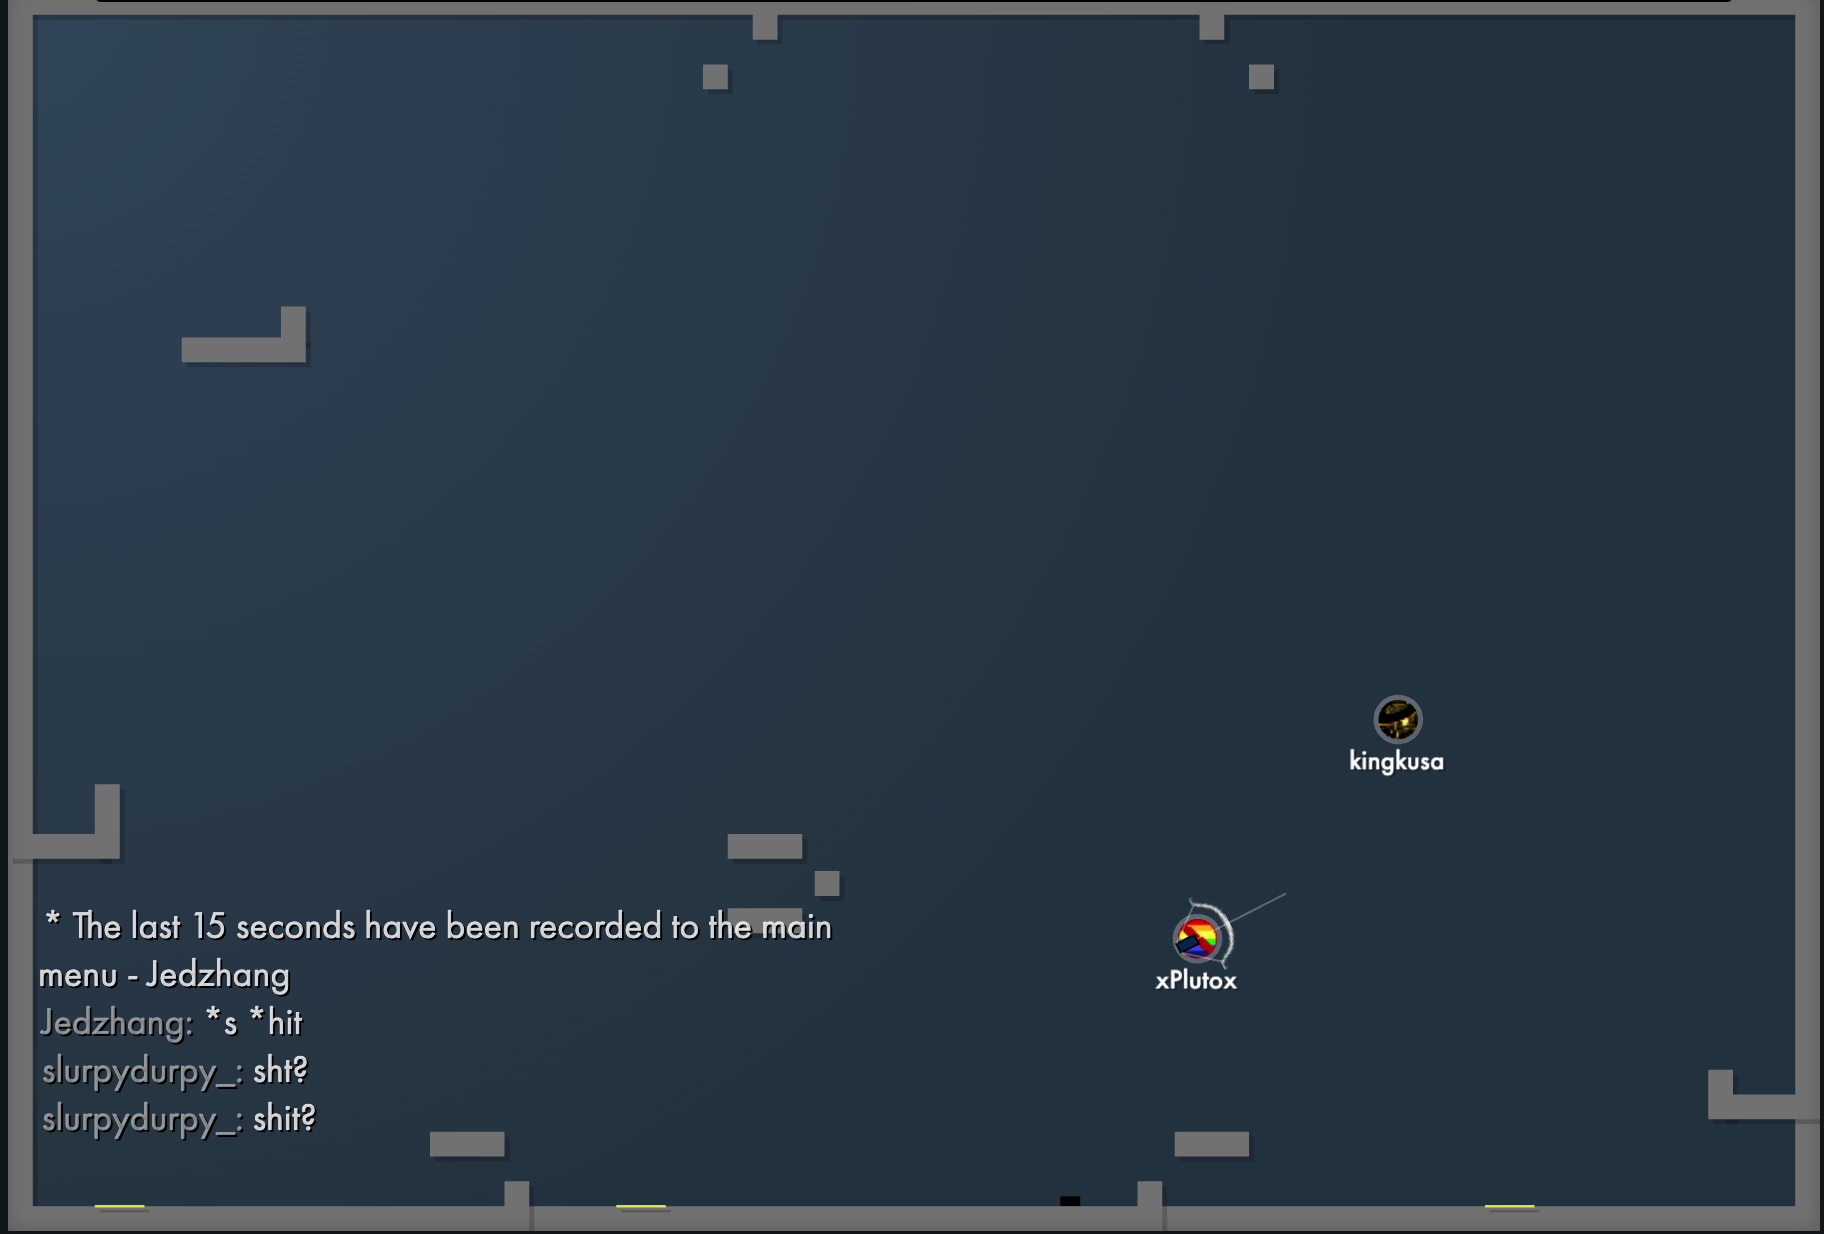 kingkusa
* The last 15 seconds have been recorded to the main
xPlutox
menu - Jedzhang
Jedzhang: *s *hit
slurpydurpy_: sht?
slurpydurpy_: shit?